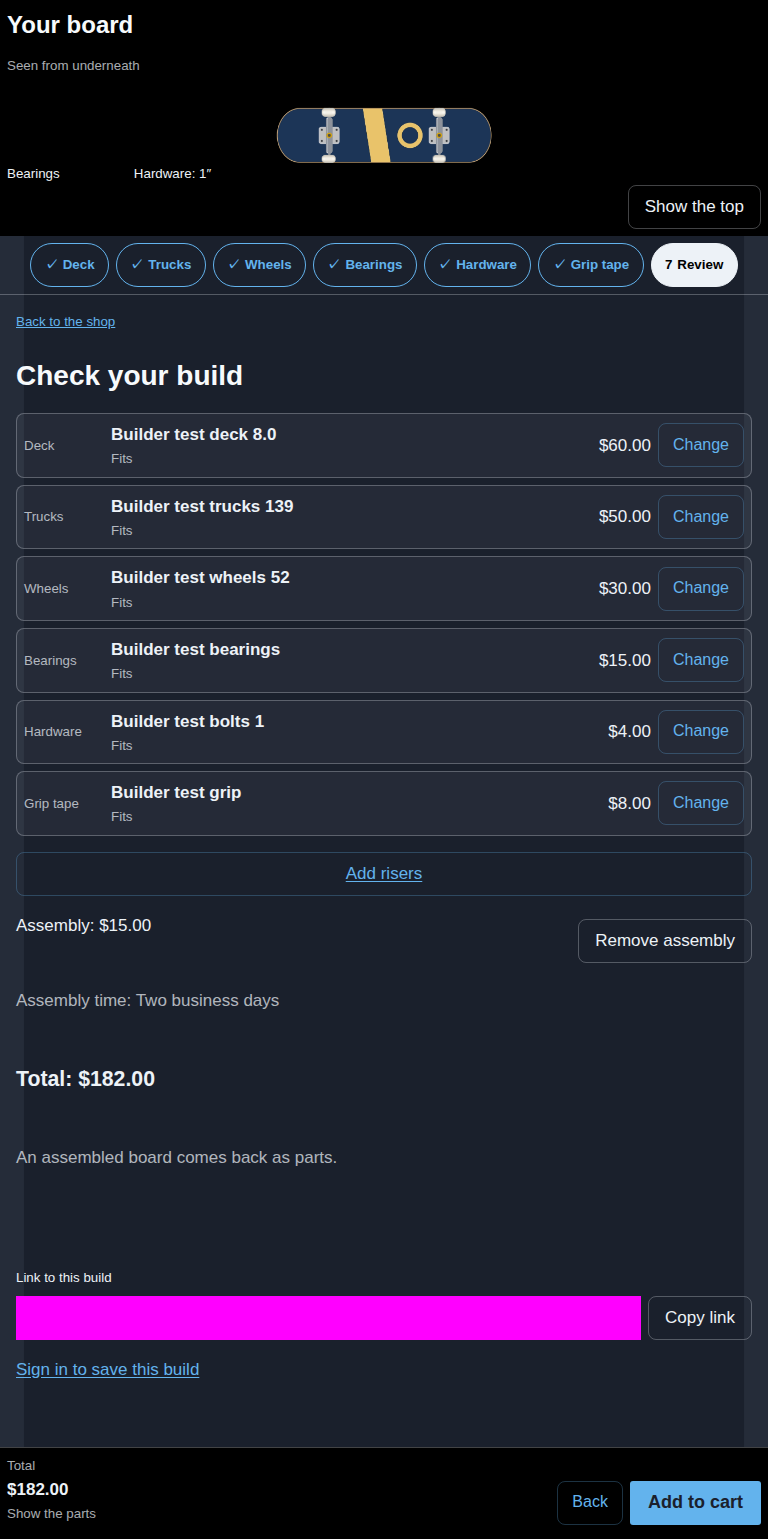 Your board
Seen from underneath
Bearings Hardware: 1″
Show the top
✓ Deck ✓ Trucks ✓ Wheels ✓ Bearings ✓ Hardware ✓ Grip tape 7 Review
Back to the shop
Check your build
Deck Builder test deck 8.0 $60.00 Change
Fits
Trucks Builder test trucks 139 $50.00 Change
Fits
Wheels Builder test wheels 52 $30.00 Change
Fits
Bearings Builder test bearings $15.00 Change
Fits
Hardware Builder test bolts 1 $4.00 Change
Fits
Grip tape Builder test grip $8.00 Change
Fits
Add risers
Assembly: $15.00 Remove assembly
Assembly time: Two business days
Total: $182.00
An assembled board comes back as parts.
Link to this build
Copy link
Sign in to save this build
Total
$182.00
Show the parts
Back Add to cart